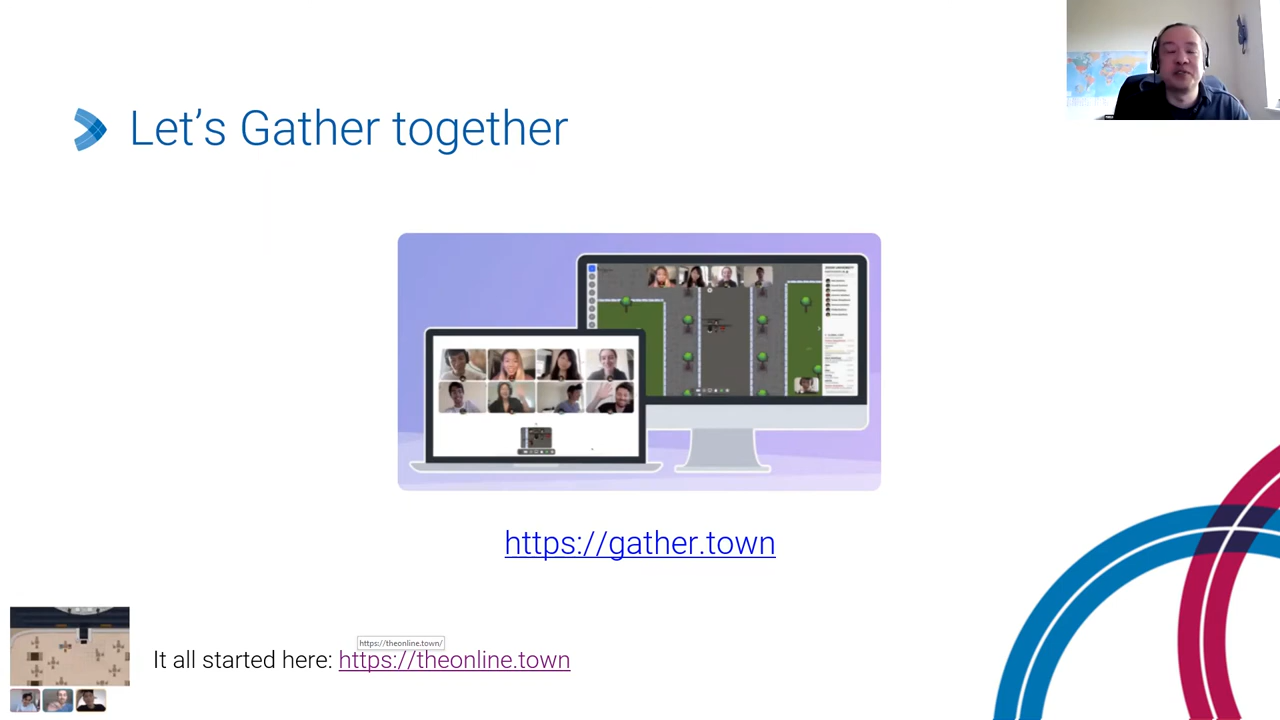 Let's Gather together
https://gather.town
https://theonline.town/
It all started here: https://theonline.town